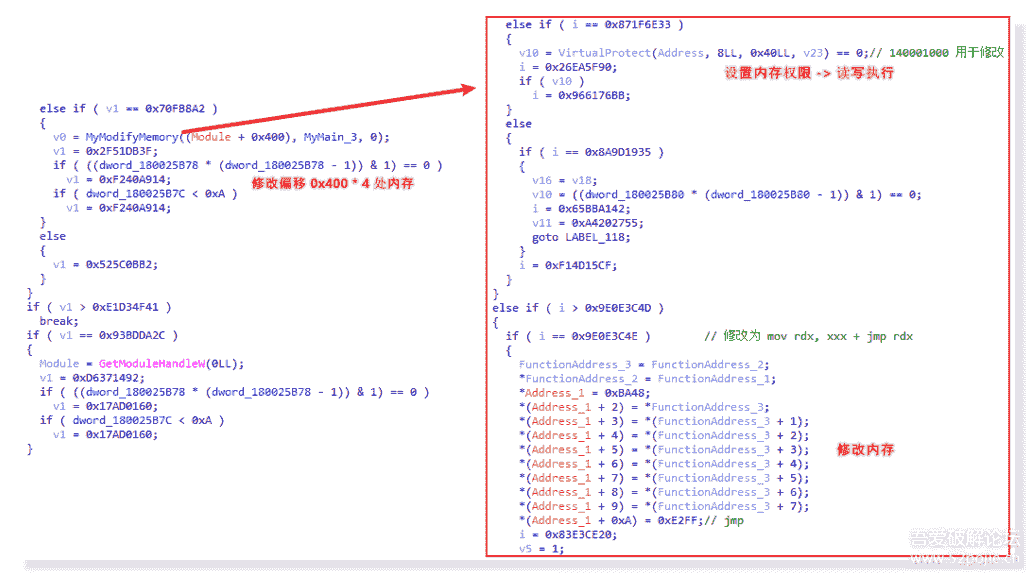 else if ( v1 == 0x70FB8A2 )
{
v0 = MyModifyMemory((Module + 0x400), MyMain_3, 0);
v1 = 0x2F51DB3F;
if ( ((dword_180025B78 * (dword_180025B78 - 1)) & 1) == 0 )
v1 = 0xF240A914;
修改偏移 0x400 * 4 处内存
if ( dword_180025B7C < 0xA )
v1 = 0xF240A914;
}
else
{
v1 = 0x525C0BB2;
}
}
if ( v1 > 0xE1D34F41 )
break;
if ( v1 == 0x93BDDA2C )
{
Module = GetModuleHandleW(0LL);
v1 = 0xD6371492;
if ( ((dword_180025B78 * (dword_180025B78 - 1)) & 1) == 0 )
v1 = 0x17AD0160;
if ( dword_180025B7C < 0xA )
v1 = 0x17AD0160;
}
else if ( i == 0x871F6E33 )
{
v10 = VirtualProtect(Address, 8LL, 0x40LL, v23) == 0;// 140001000 用于修改
i = 0x26EA5F90;
设置内存权限 -> 读写执行
if ( v10 )
i = 0x966176BB;
}
else
{
if ( i == 0x8A9D1935 )
{
v16 = v18;
v10 = ((dword_180025B80 * (dword_180025B80 - 1)) & 1) == 0;
i = 0x65BBA142;
v11 = 0xA4202755;
goto LABEL_118;
}
i = 0xF14D15CF;
}
}
else if ( i > 0x9E0E3C4D )
{
if ( i == 0x9E0E3C4E ) // 修改为 mov rdx, xxx + jmp rdx
{
FunctionAddress_3 = FunctionAddress_2;
*FunctionAddress_2 = FunctionAddress_1;
*Address_1 = 0xBA48;
*(Address_1 + 2) = *FunctionAddress_3;
*(Address_1 + 3) = *(FunctionAddress_3 + 1);
*(Address_1 + 4) = *(FunctionAddress_3 + 2);
*(Address_1 + 5) = *(FunctionAddress_3 + 3);
修改内存
*(Address_1 + 6) = *(FunctionAddress_3 + 4);
*(Address_1 + 7) = *(FunctionAddress_3 + 5);
*(Address_1 + 8) = *(FunctionAddress_3 + 6);
*(Address_1 + 9) = *(FunctionAddress_3 + 7);
*(Address_1 + 0xA) = 0xE2FF;// jmp
i = 0x83E3CE20;
v5 = 1;
吾爱破解论坛
www.52pojie.cn